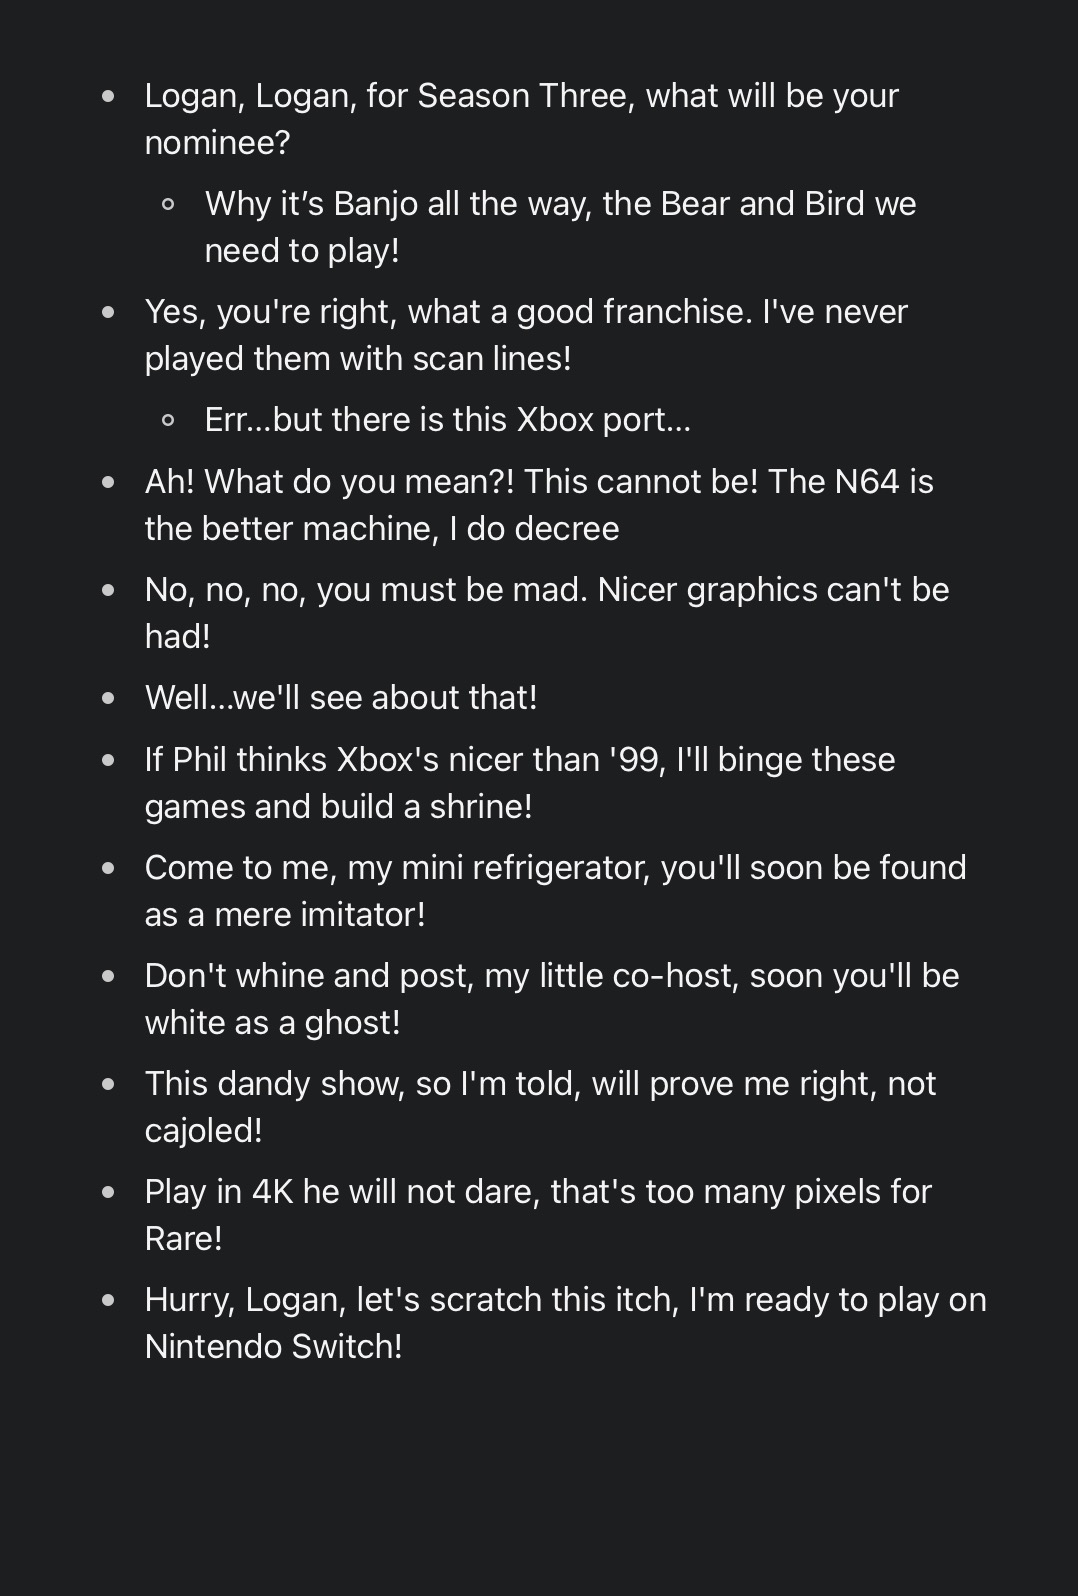 Logan, Logan, for Season Three, what will be your
nominee?
Why it’s Banjo all the way, the Bear and Bird we
need to play!
Yes, you're right, what a good franchise. I've never
played them with scan lines!
Err...but there is this Xbox port...
Ah! What do you mean?! This cannot be! The N64 is
the better machine, I do decree
No, no, no, you must be mad. Nicer graphics can't be
had!
Well...we'll see about that!
If Phil thinks Xbox's nicer than '99, I'll binge these
games and build a shrine!
Come to me, my mini refrigerator, you'll soon be found
as a mere imitator!
Don't whine and post, my little co-host, soon you'll be
white as a ghost!
This dandy show, so I'm told, will prove me right, not
cajoled!
Play in 4K he will not dare, that's too many pixels for
Rare!
Hurry, Logan, let's scratch this itch, I'm ready to play on
Nintendo Switch!